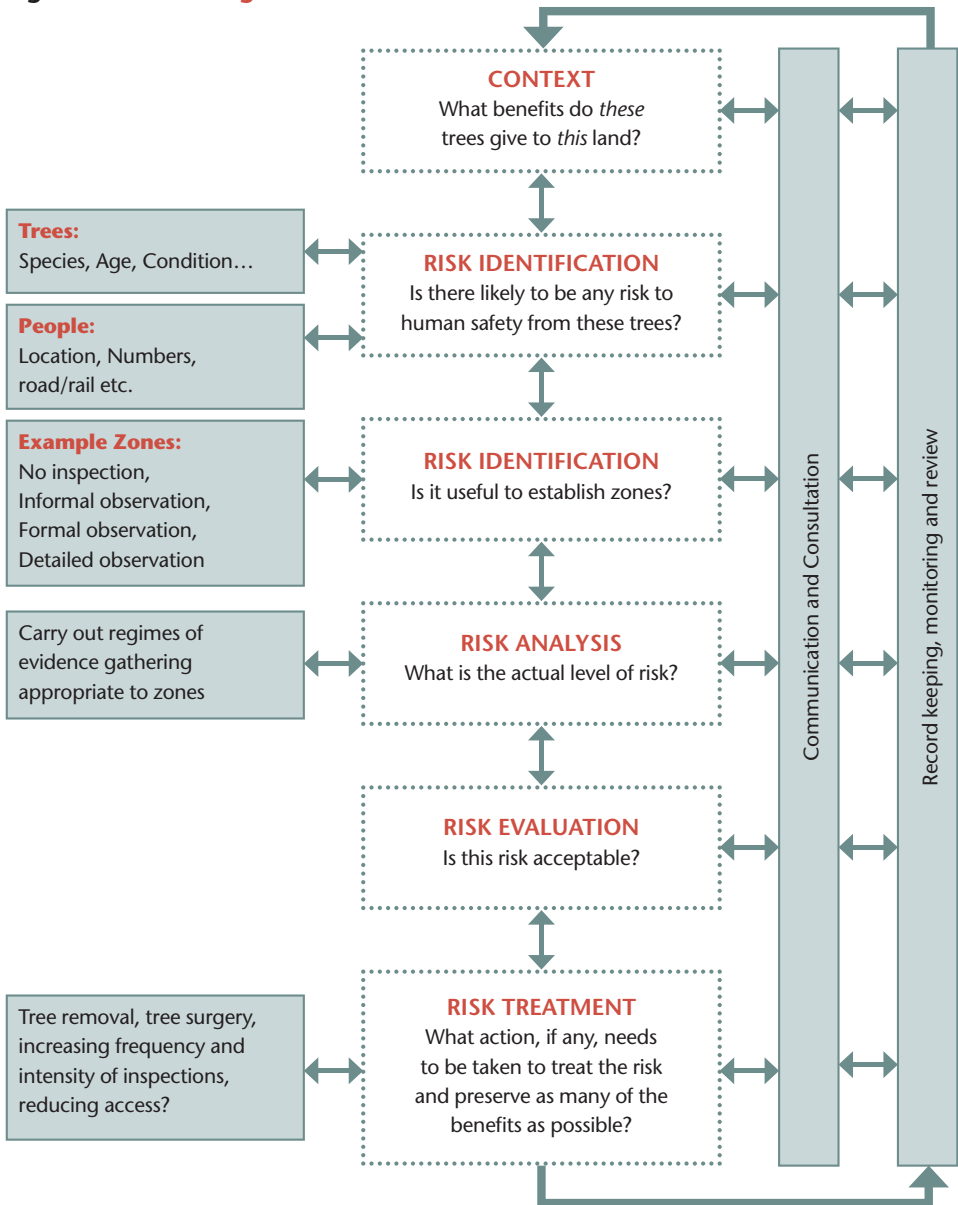 CONTEXT
What benefits do these
trees give to this land?
Trees:
Species, Age, Condition…
RISK IDENTIFICATION
Is there likely to be any risk to
human safety from these trees?
People:
Location, Numbers,
road/rail etc.
Example Zones:
No inspection,
Informal observation,
Formal observation,
Detailed observation
RISK IDENTIFICATION
Is it useful to establish zones?
Carry out regimes of
evidence gathering
appropriate to zones
RISK ANALYSIS
What is the actual level of risk?
RISK EVALUATION
Is this risk acceptable?
Tree removal, tree surgery,
increasing frequency and
intensity of inspections,
reducing access?
RISK TREATMENT
What action, if any, needs
to be taken to treat the risk
and preserve as many of the
benefits as possible?
Communication and Consultation
Record keeping, monitoring and review